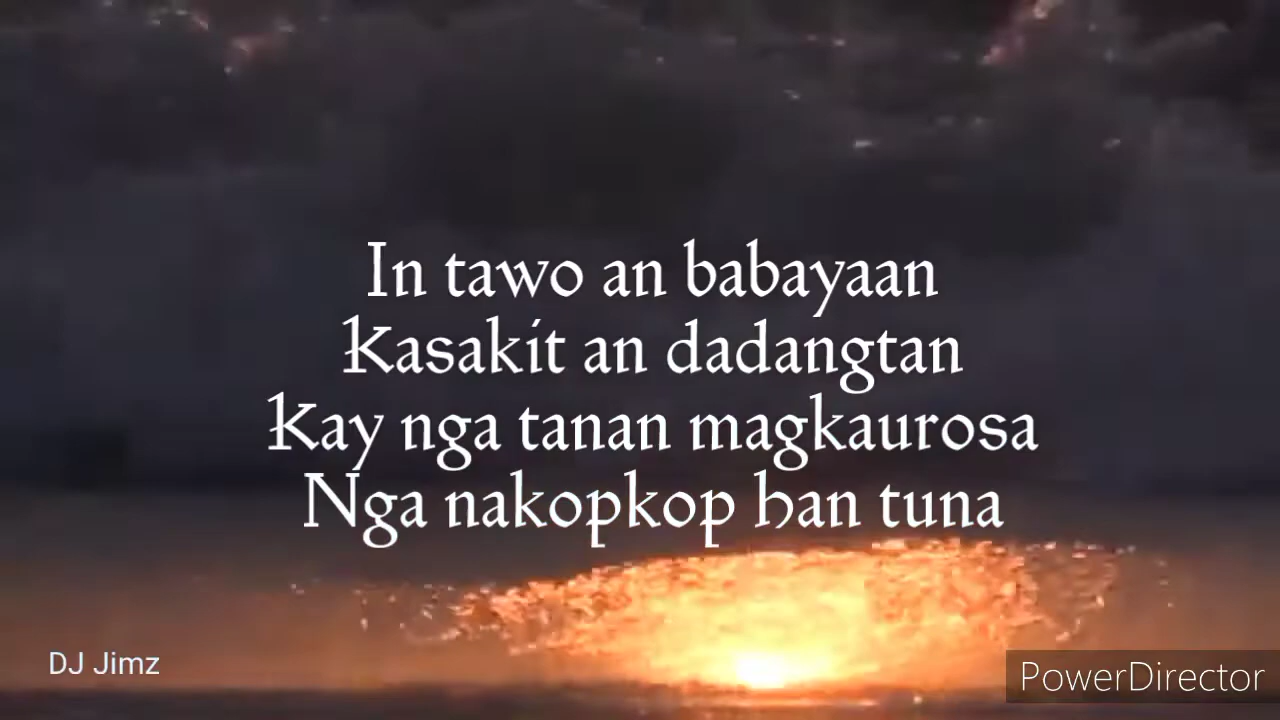 In tawo an babayaan
Kasakit an dadangtan
Kay nga tanan magkaurosa
Nga nakopkop han tuna
DJ Jimz
PowerDirector